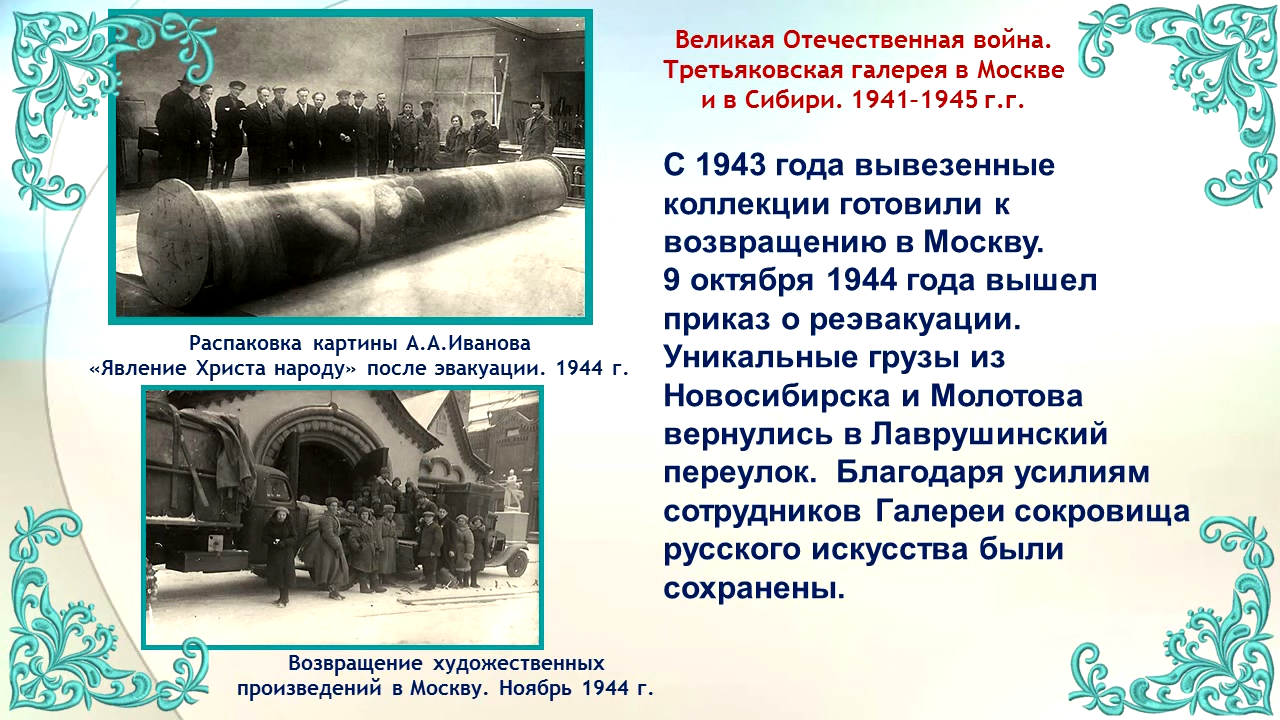 Великая Отечественная война.
Третьяковская галерея в Москве
и в Сибири. 1941–1945 г.г.
С 1943 года вывезенные
коллекции готовили к
возвращению в Москву.
9 октября 1944 года вышел
приказ о реэвакуации.
Уникальные грузы из
Новосибирска и Молотова
вернулись в Лаврушинский
переулок. Благодаря усилиям
сотрудников Галереи сокровища
русского искусства были
сохранены.
Распаковка картины А.А.Иванова
«Явление Христа народу» после эвакуации. 1944 г.
Возвращение художественных
произведений в Москву. Ноябрь 1944 г.